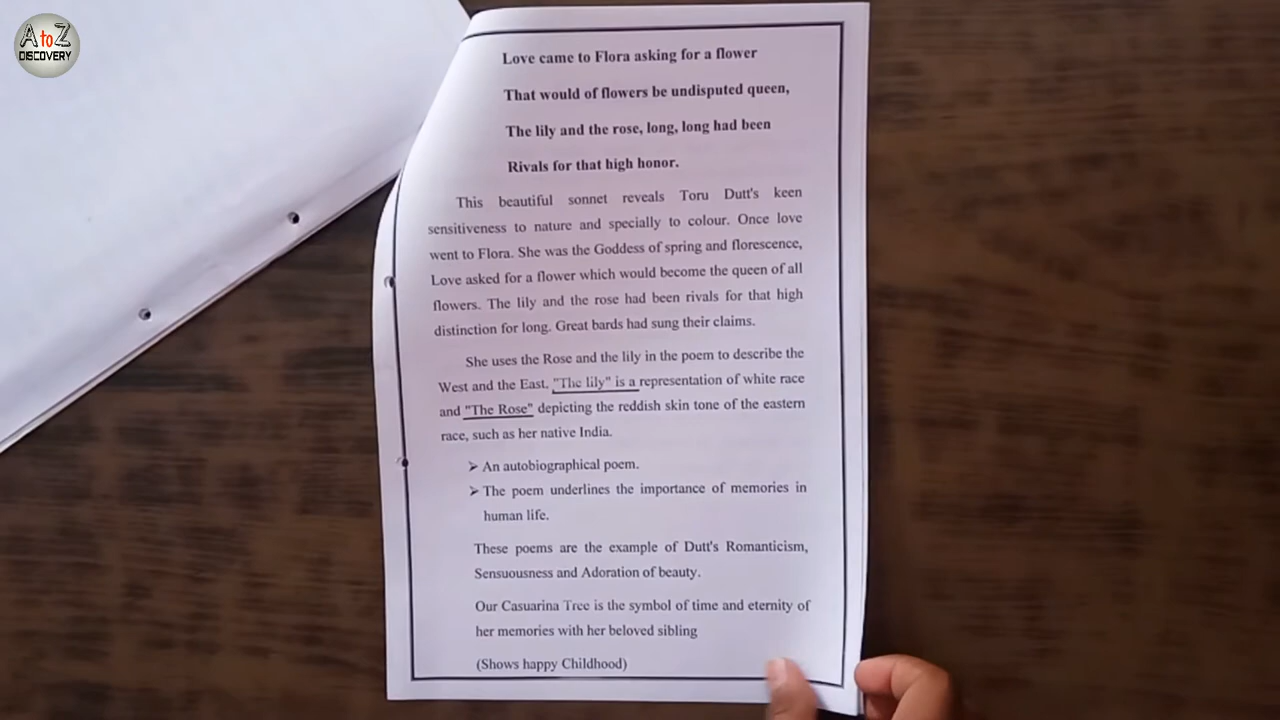 A to Z
DISCOVERY
Love came to Flora asking for a flower
That would of flowers be undisputed queen,
The lily and the rose, long, long had been
Rivals for that high honor.
This beautiful sonnet reveals Toru Dutt's keen
sensitiveness to nature and specially to colour. Once love
went to Flora. She was the Goddess of spring and florescence,
Love asked for a flower which would become the queen of all
flowers. The lily and the rose had been rivals for that high
distinction for long. Great bards had sung their claims.
She uses the Rose and the lily in the poem to describe the
West and the East. "The lily" is a representation of white race
and "The Rose" depicting the reddish skin tone of the eastern
race, such as her native India.
➢ An autobiographical poem.
➢ The poem underlines the importance of memories in
human life.
These poems are the example of Dutt's Romanticism,
Sensuousness and Adoration of beauty.
Our Casuarina Tree is the symbol of time and eternity of
her memories with her beloved sibling
(Shows happy Childhood)